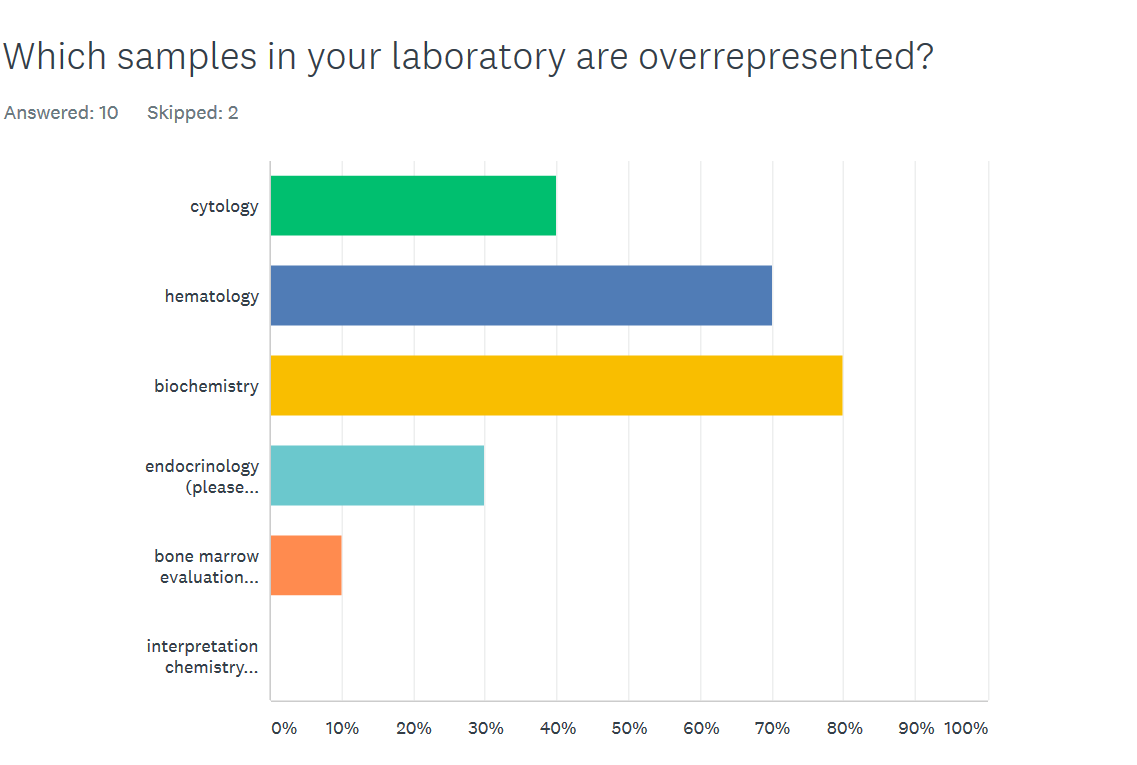 Which samples in your laboratory are overrepresented?
Answered: 10 Skipped: 2
cytology
hematology
biochemistry
endocrinology
(please...
bone marrow
evaluation...
interpretation
chemistry...
0% 10% 20% 30% 40% 50% 60% 70% 80% 90% 100%